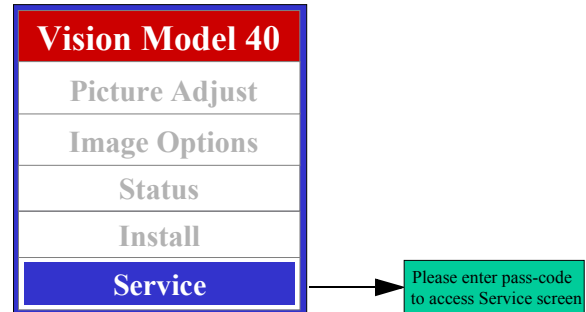 Vision Model 40
Picture Adjust
Image Options
Status
Install
Service
Please enter pass-code
to access Service screen